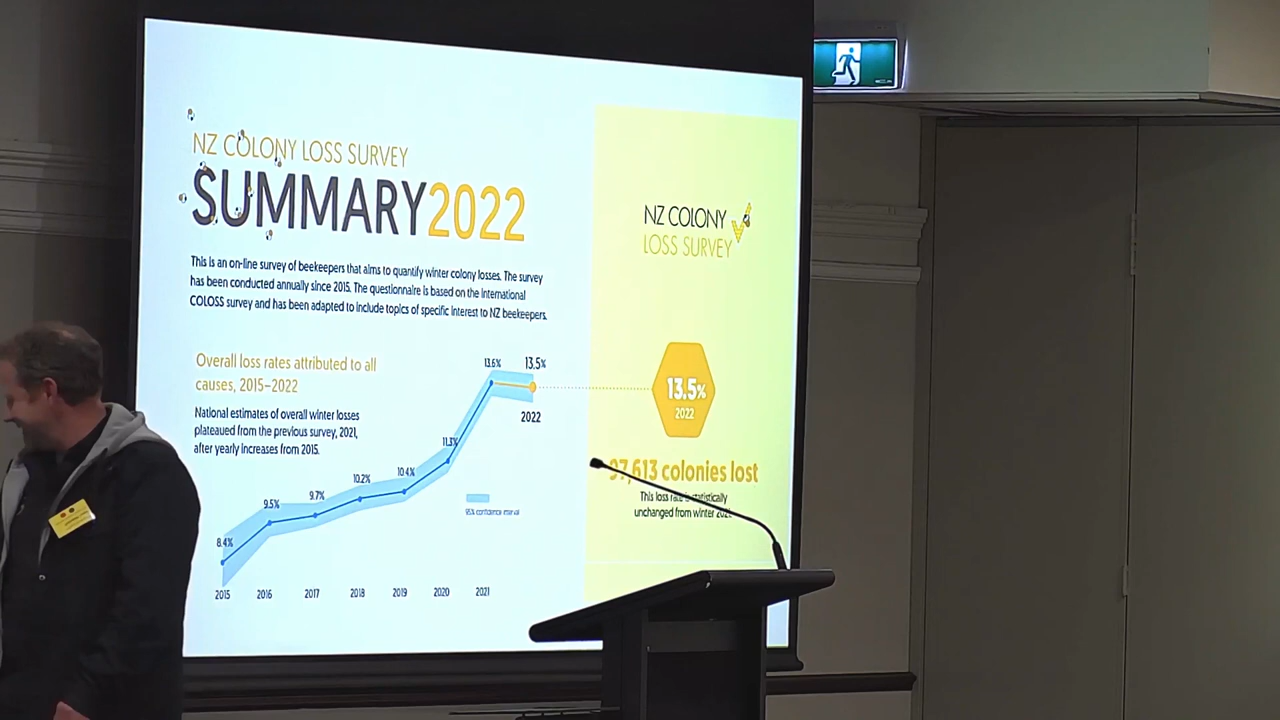 NZ COLONY LOSS SURVEY
SUMMARY2022
This is an on-line survey of beekeepers that aims to quantify winter colony losses. The survey
has been conducted annually since 2015. The questionnaire is based on the international
COLOSS survey and has been adapted to include topics of specific interest to NZ beekeepers.
Overall loss rates attributed to all
causes, 2015–2022
National estimates of overall winter losses
plateaued from the previous survey, 2021,
after yearly increases from 2015.
8.4%
9.5%
9.7%
10.2%
10.4%
11.3%
13.6%
13.5%
2022
95% confidence interval
2015 2016 2017 2018 2019 2020 2021
NZ COLONY
LOSS SURVEY
13.5%
2022
97,613 colonies lost
This loss rate is statistically
unchanged from winter 2021.